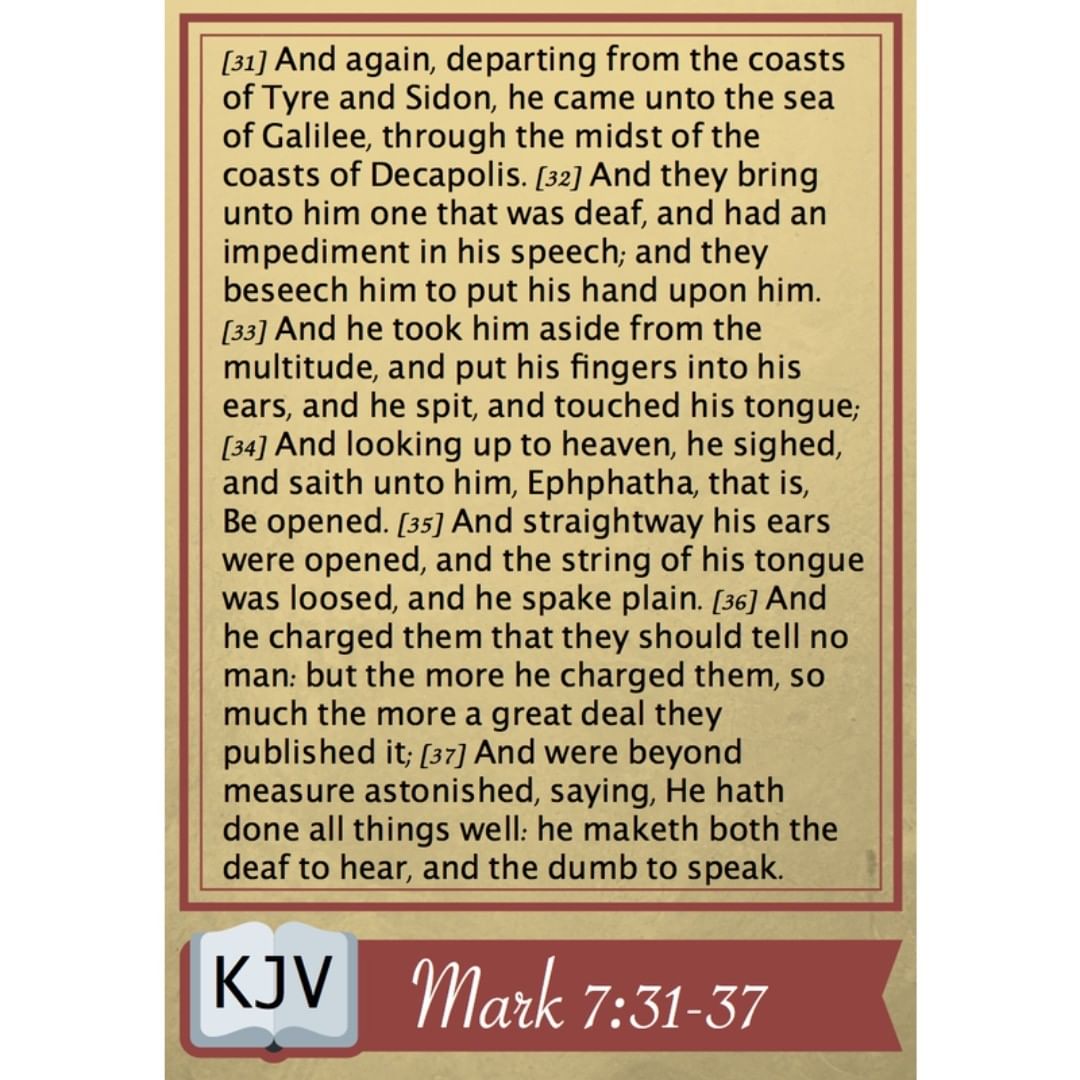 [31] And again, departing from the coasts
of Tyre and Sidon, he came unto the sea
of Galilee, through the midst of the
coasts of Decapolis. [32] And they bring
unto him one that was deaf, and had an
impediment in his speech; and they
beseech him to put his hand upon him.
[33] And he took him aside from the
multitude, and put his fingers into his
ears, and he spit, and touched his tongue;
[34] And looking up to heaven, he sighed,
and saith unto him, Ephphatha, that is,
Be opened. [35] And straightway his ears
were opened, and the string of his tongue
was loosed, and he spake plain. [36] And
he charged them that they should tell no
man: but the more he charged them, so
much the more a great deal they
published it; [37] And were beyond
measure astonished, saying, He hath
done all things well: he maketh both the
deaf to hear, and the dumb to speak.
KJV
Mark 7:31-37